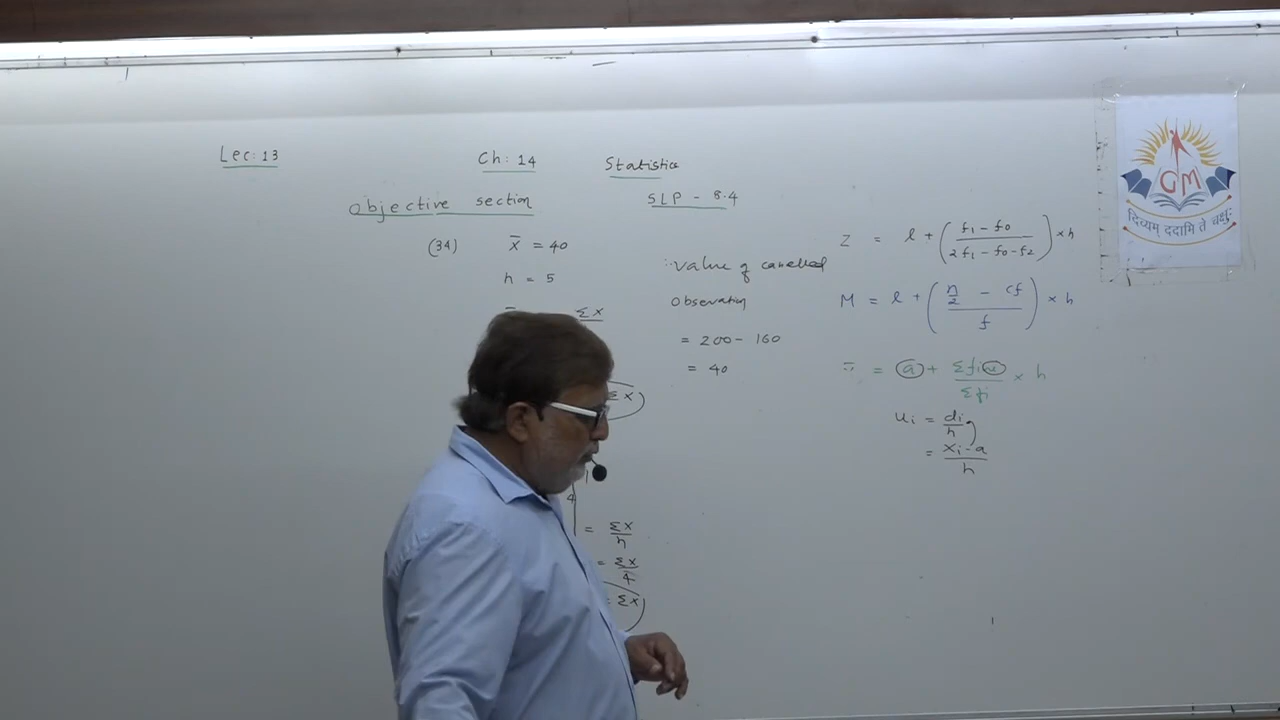 Lec: 13
Ch: 14
Statistics
Objective section
SLP - 8.4
(34) x̄ = 40
n = 5
Σx
Σx)
4
= Σx/n
= Σx/4
= Σx)
∴ value of cancelled
Observation
= 200 - 160
= 40
Z = l + ( (f1 - f0) / (2f1 - f0 - f2) ) × h
M = l + ( (n/2 - cf) / f ) × h
= a + Σfiui/Σfi × h
ui = di/h
= (xi - a)/h
GM
दिव्यम् ददामि ते चक्षुः